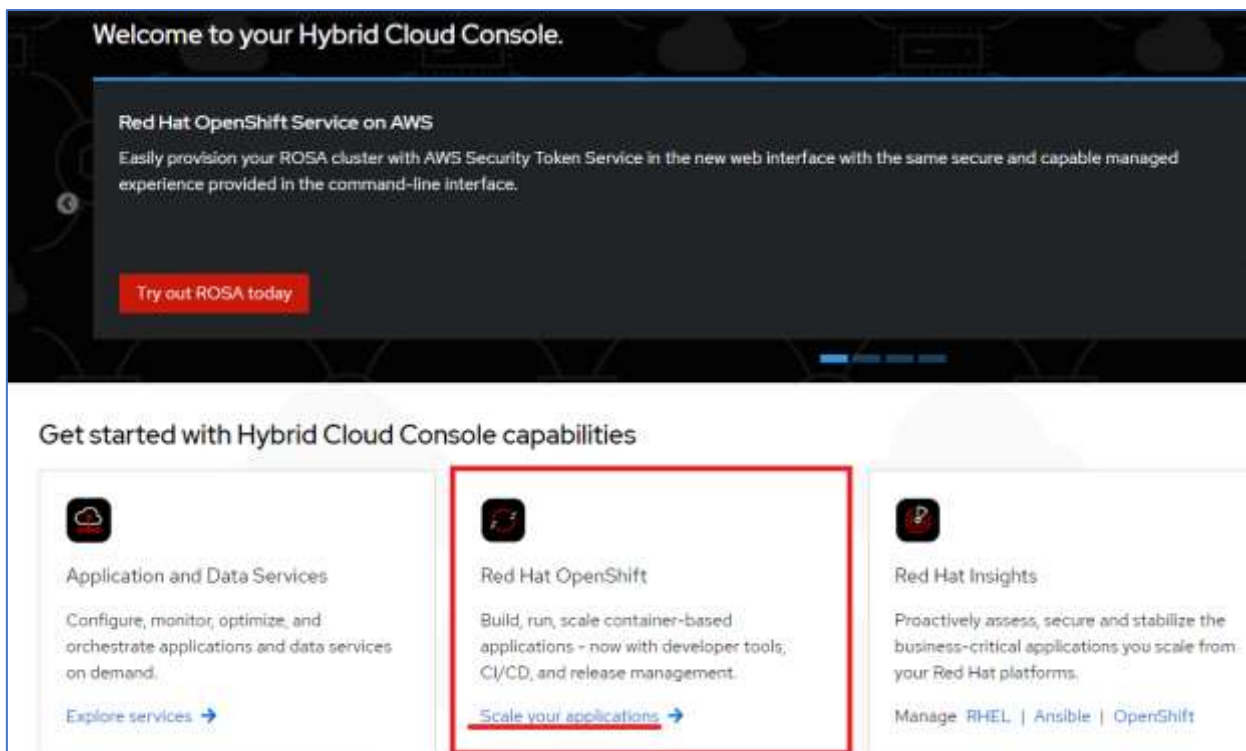 Welcome to your Hybrid Cloud Console.
Red Hat OpenShift Service on AWS
Easily provision your ROSA cluster with AWS Security Token Service in the new web interface with the same secure and capable managed
experience provided in the command-line interface.
Try out ROSA today
Get started with Hybrid Cloud Console capabilities
Application and Data Services
Configure, monitor, optimize, and
orchestrate applications and data services
on demand.
Explore services →
Red Hat OpenShift
Build, run, scale container-based
applications - now with developer tools,
CI/CD, and release management.
Scale your applications →
Red Hat Insights
Proactively assess, secure and stabilize the
business-critical applications you scale from
your Red Hat platforms.
Manage RHEL | Ansible | OpenShift